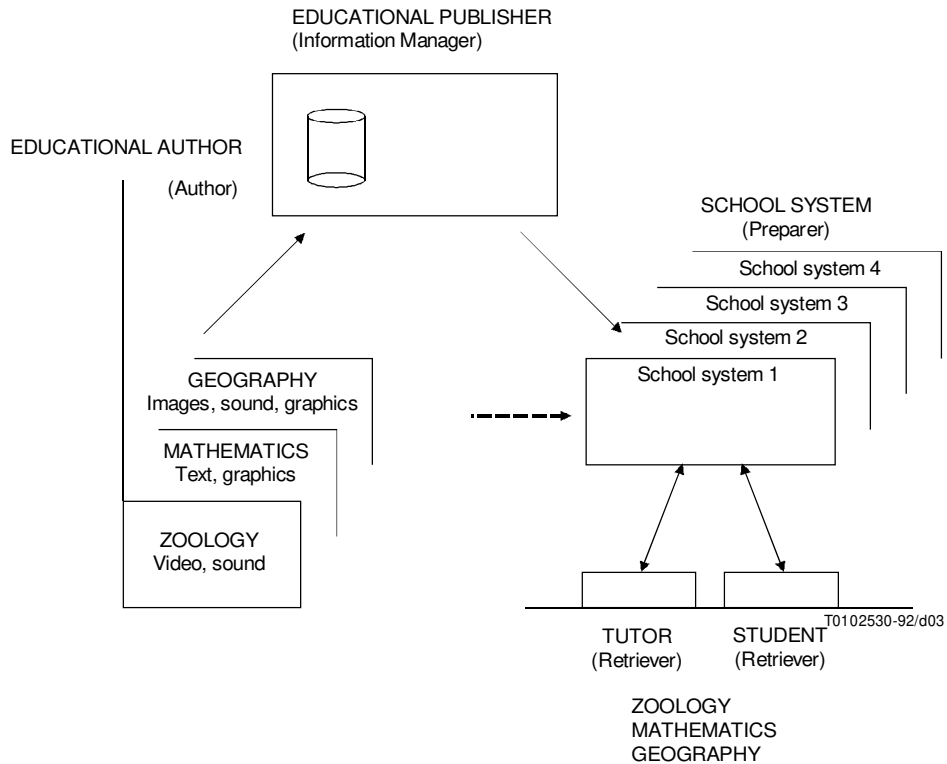 EDUCATIONAL PUBLISHER
(Information Manager)
EDUCATIONAL AUTHOR
(Author)
SCHOOL SYSTEM
(Preparer)
School system 4
School system 3
School system 2
School system 1
GEOGRAPHY
Images, sound, graphics
MATHEMATICS
Text, graphics
ZOOLOGY
Video, sound
T0102530-92/d03
TUTOR
(Retriever)
STUDENT
(Retriever)
ZOOLOGY
MATHEMATICS
GEOGRAPHY